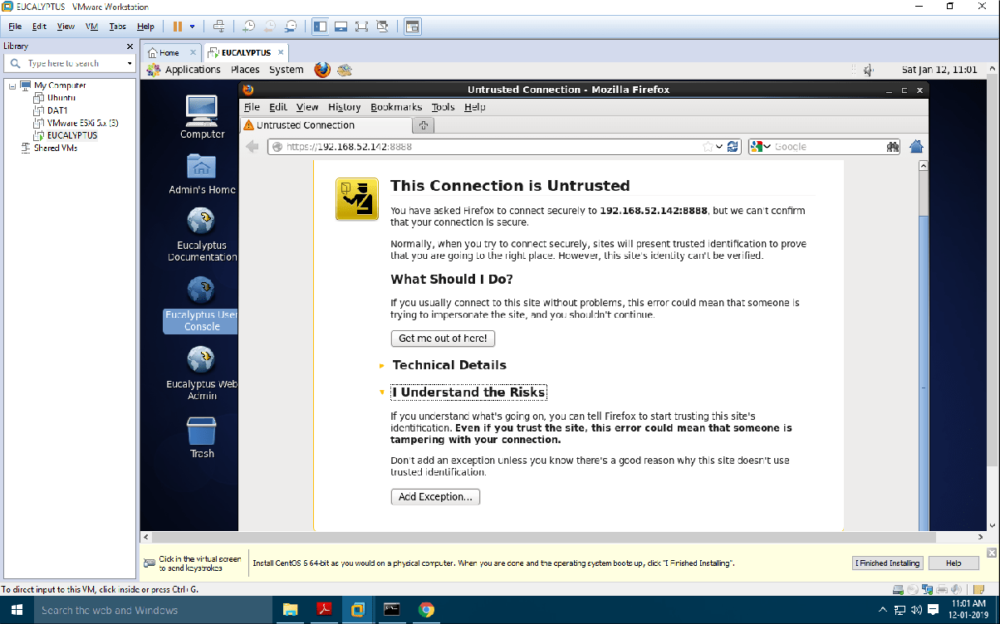 EUCALYPTUS - VMware Workstation
File Edit View VM Tabs Help
Library
Type here to search
My Computer
Ubuntu
DAT1
VMware ESXi 5.x (3)
EUCALYPTUS
Shared VMs
Home
EUCALYPTUS
Applications Places System
Sat Jan 12, 11:01
Computer
Admin's Home
Eucalyptus
Documentation
Eucalyptus User
Console
Eucalyptus Web
Admin
Trash
Untrusted Connection - Mozilla Firefox
File Edit View History Bookmarks Tools Help
Untrusted Connection
https://192.168.52.142:8888
Google
This Connection is Untrusted
You have asked Firefox to connect securely to 192.168.52.142:8888, but we can't confirm
that your connection is secure.
Normally, when you try to connect securely, sites will present trusted identification to prove
that you are going to the right place. However, this site's identity can't be verified.
What Should I Do?
If you usually connect to this site without problems, this error could mean that someone is
trying to impersonate the site, and you shouldn't continue.
Get me out of here!
Technical Details
I Understand the Risks
If you understand what's going on, you can tell Firefox to start trusting this site's
identification. Even if you trust the site, this error could mean that someone is
tampering with your connection.
Don't add an exception unless you know there's a good reason why this site doesn't use
trusted identification.
Add Exception...
Click in the virtual screen
to send keystrokes
Install CentOS 6 64-bit as you would on a physical computer. When you are done and the operating system boots up, click "I Finished Installing".
I Finished Installing
Help
To direct input to this VM, click inside or press Ctrl+G.
Search the web and Windows
11:01 AM
12-01-2019